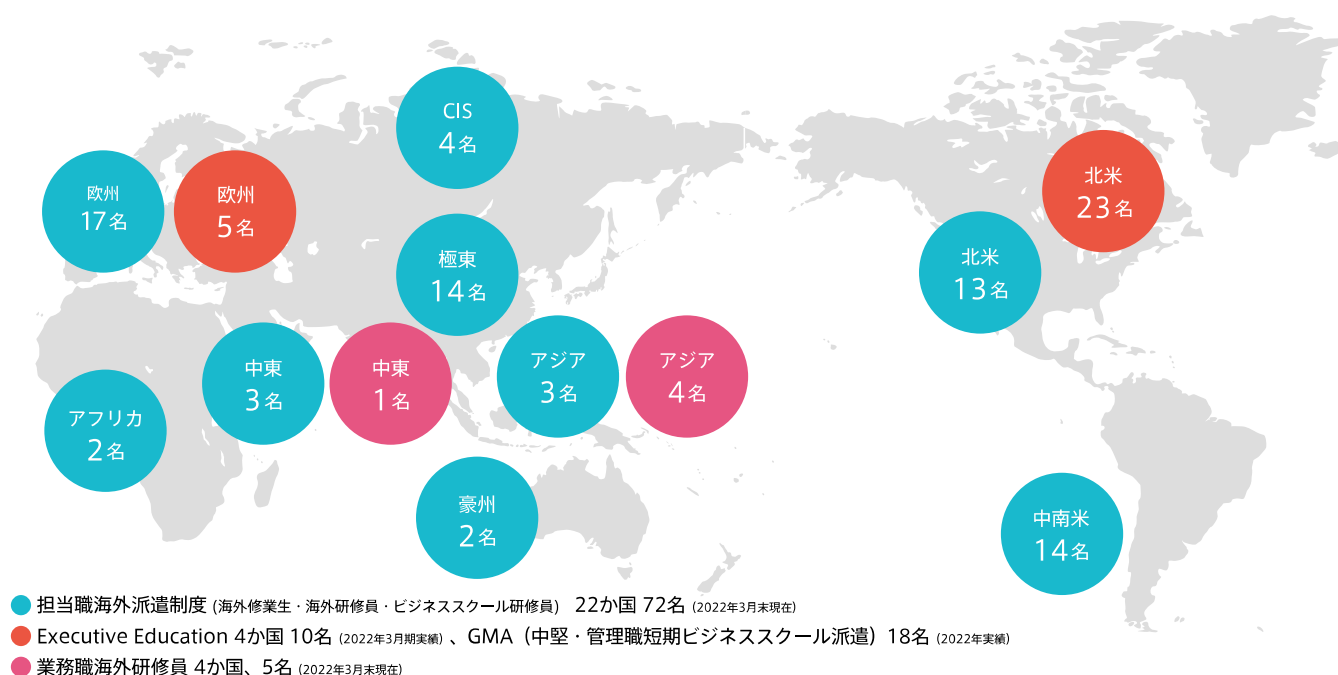 CIS
4名
欧州
17名
欧州
5名
北米
23名
極東
14名
北米
13名
中東
3名
中東
1名
アジア
3名
アジア
4名
アフリカ
2名
豪州
2名
中南米
14名
担当職海外派遣制度 (海外修業生・海外研修員・ビジネススクール研修員) 22か国 72名 (2022年3月末現在)
Executive Education 4か国 10名 (2022年3月期実績) 、GMA（中堅・管理職短期ビジネススクール派遣）18名 (2022年実績)
業務職海外研修員 4か国、5名 (2022年3月末現在)